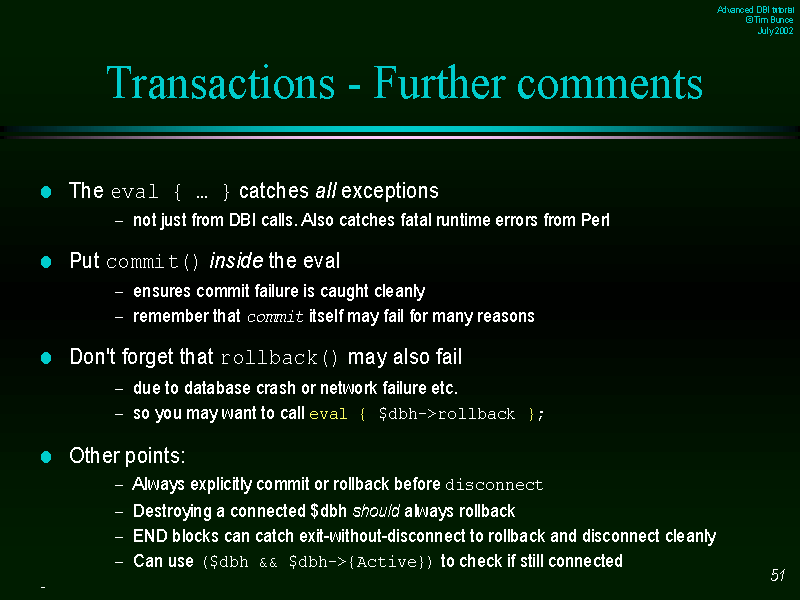 Advanced DBI tutorial
©Tim Bunce
July 2002
Transactions - Further comments
The eval { … } catches all exceptions
– not just from DBI calls. Also catches fatal runtime errors from Perl
Put commit() inside the eval
– ensures commit failure is caught cleanly
– remember that commit itself may fail for many reasons
Don't forget that rollback() may also fail
– due to database crash or network failure etc.
– so you may want to call eval { $dbh->rollback };
Other points:
– Always explicitly commit or rollback before disconnect
– Destroying a connected $dbh should always rollback
– END blocks can catch exit-without-disconnect to rollback and disconnect cleanly
– Can use ($dbh && $dbh->{Active}) to check if still connected
51